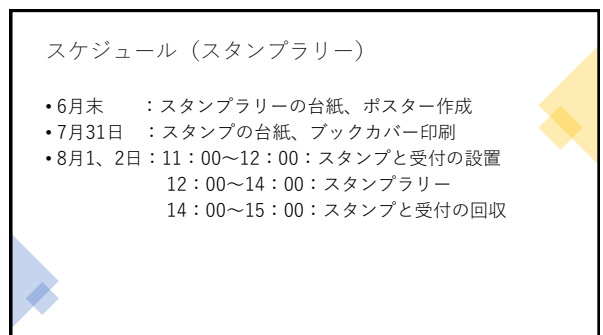 スケジュール（スタンプラリー）
• 6月末　　：スタンプラリーの台紙、ポスター作成
• 7月31日　：スタンプの台紙、ブックカバー印刷
• 8月1、2日：11：00～12：00：スタンプと受付の設置
12：00～14：00：スタンプラリー
14：00～15：00：スタンプと受付の回収